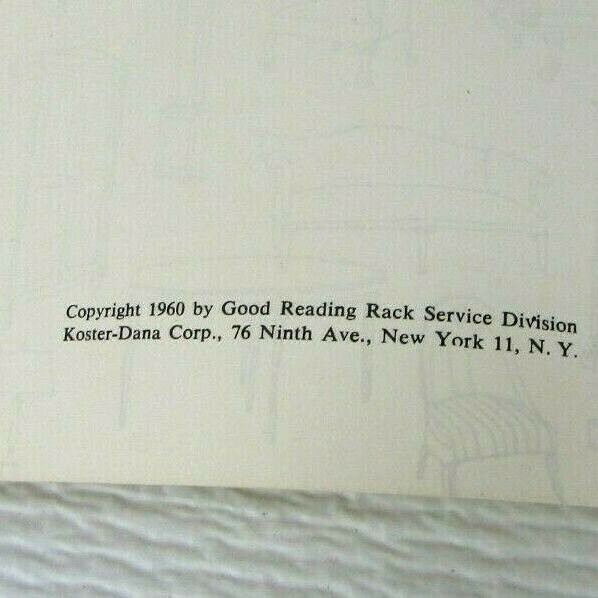 Copyright 1960 by Good Reading Rack Service Division
Koster-Dana Corp., 76 Ninth Ave., New York 11, N. Y.